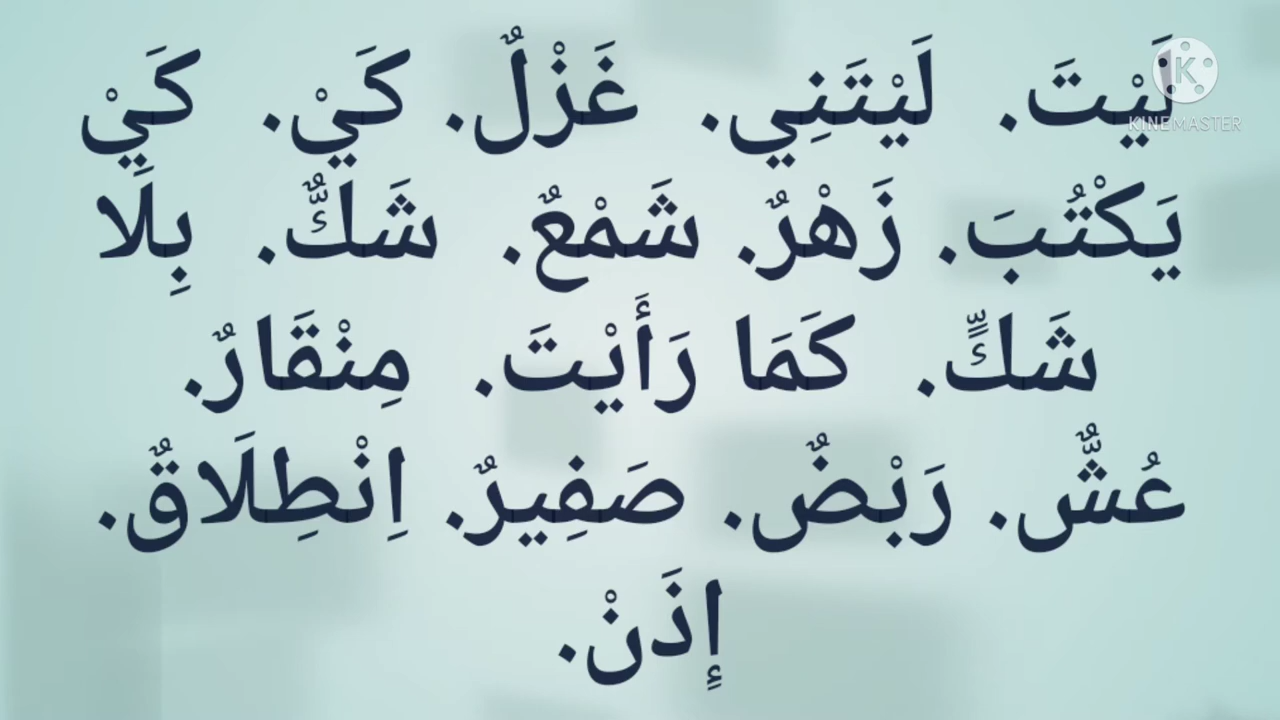 لَيْتَ. لَيْتَنِي. غَزْلٌ. كَيْ. كَيْ
يَكْتُبَ. زَهْرٌ. شَمْعٌ. شَكٌّ. بِلَا
شَكٍّ. كَمَا رَأَيْتَ. مِنْقَارٌ.
عُشٌّ. رَبْضٌ. صَفِيرٌ. اِنْطِلَاقٌ.
إِذَنْ.
KINEMASTER